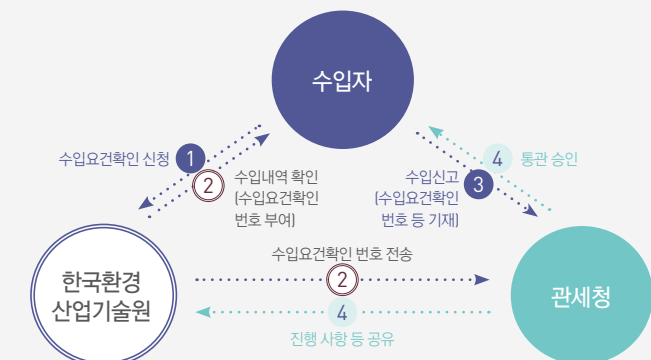 수입자
수입요건확인 신청
1
2
수입내역 확인
(수입요건확인
번호 부여)
수입신고
(수입요건확인
번호 등 기재)
3
4
통관 승인
한국환경
산업기술원
수입요건확인 번호 전송
2
4
진행 사항 등 공유
관세청